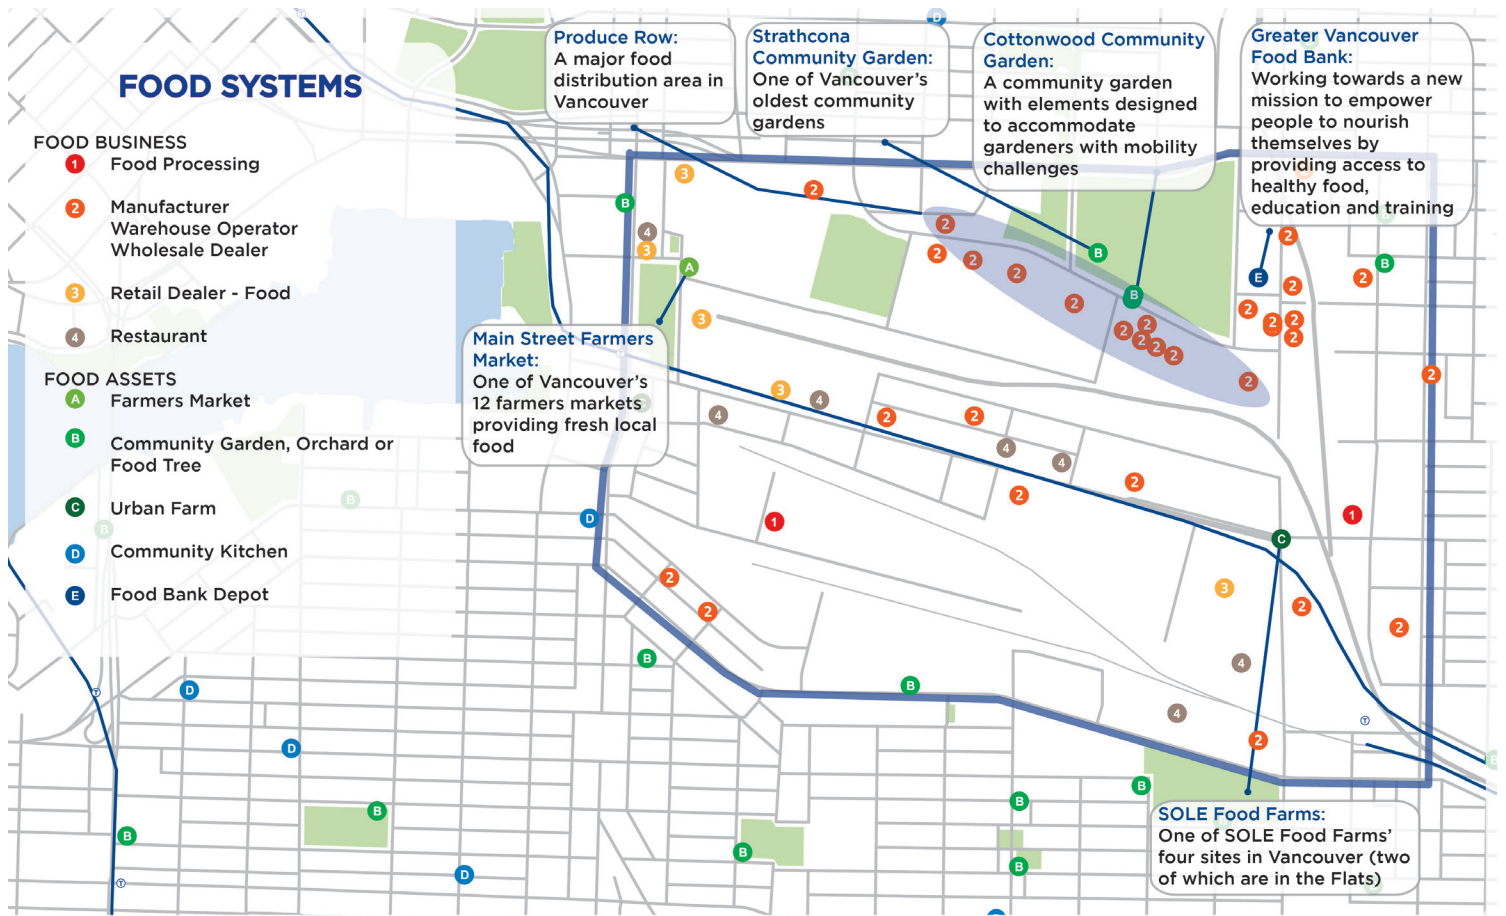 FOOD SYSTEMS
FOOD BUSINESS
1 Food Processing
2 Manufacturer
Warehouse Operator
Wholesale Dealer
3 Retail Dealer - Food
4 Restaurant
FOOD ASSETS
A Farmers Market
B Community Garden, Orchard or
Food Tree
C Urban Farm
D Community Kitchen
E Food Bank Depot
Produce Row:
A major food
distribution area in
Vancouver
Strathcona
Community Garden:
One of Vancouver's
oldest community
gardens
Cottonwood Community
Garden:
A community garden
with elements designed
to accommodate
gardeners with mobility
challenges
Greater Vancouver
Food Bank:
Working towards a new
mission to empower
people to nourish
themselves by
providing access to
healthy food,
education and training
Main Street Farmers
Market:
One of Vancouver's
12 farmers markets
providing fresh local
food
SOLE Food Farms:
One of SOLE Food Farms'
four sites in Vancouver (two
of which are in the Flats)